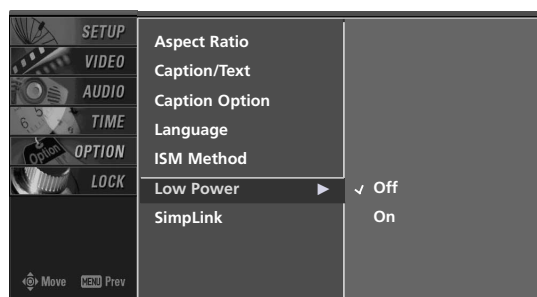 SETUP
VIDEO
AUDIO
TIME
OPTION
LOCK
Move MENU Prev
Aspect Ratio
Caption/Text
Caption Option
Language
ISM Method
Low Power
SimpLink
Off
On